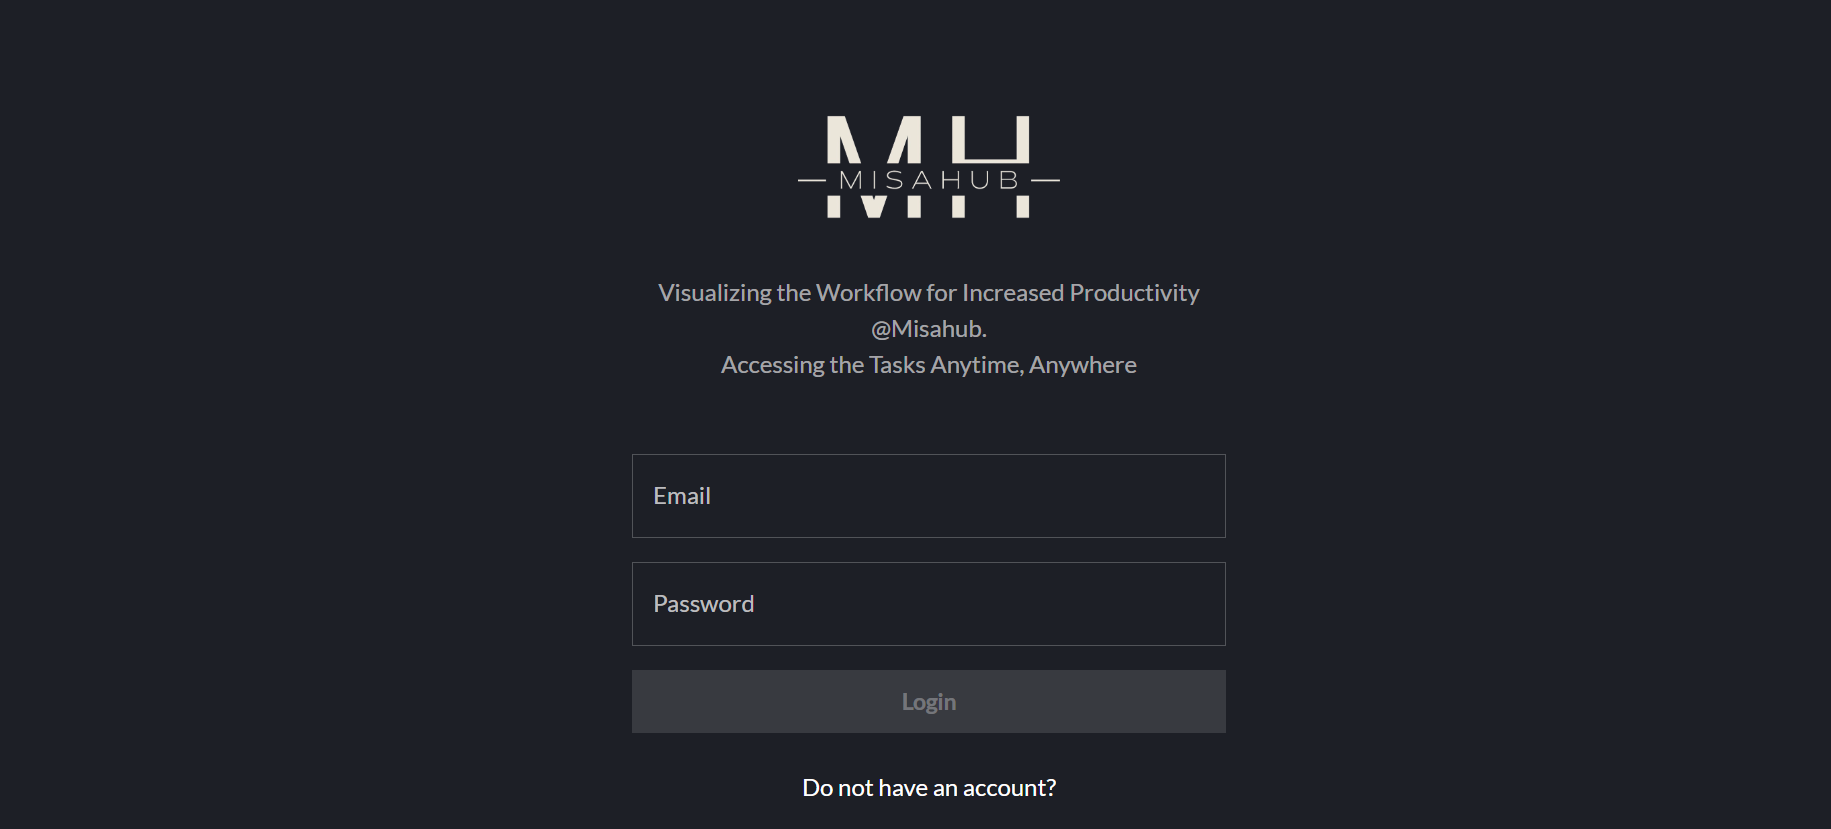 MH
MISAHUB
Visualizing the Workflow for Increased Productivity
@Misahub.
Accessing the Tasks Anytime, Anywhere
Email
Password
Login
Do not have an account?